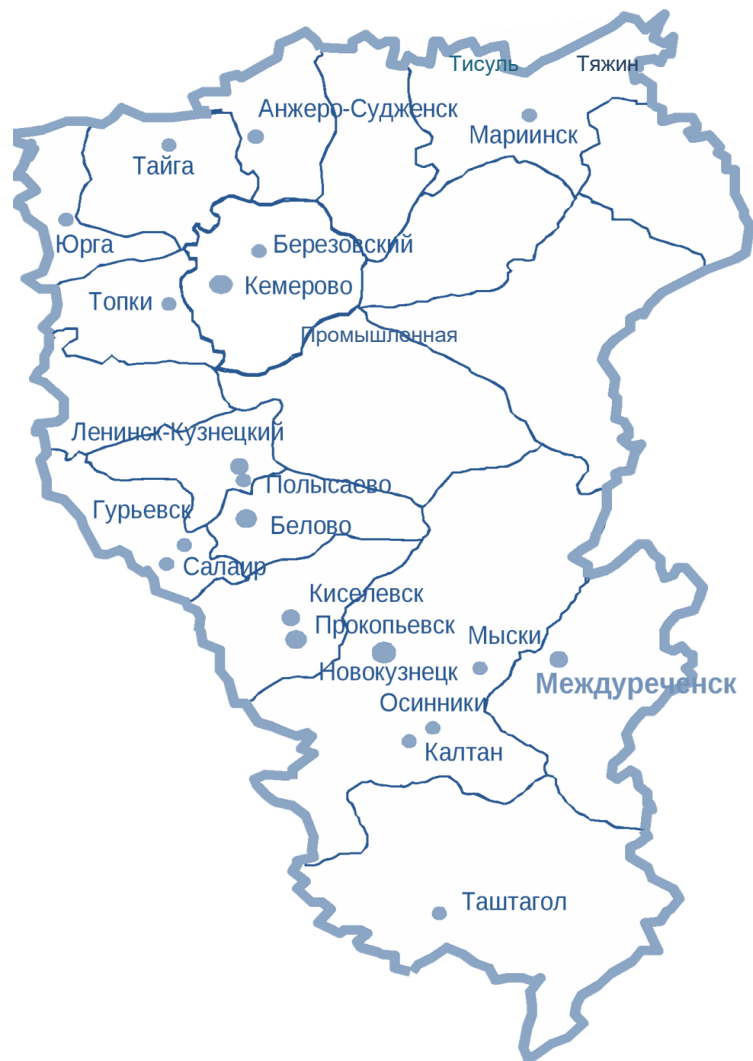 Тисуль
Тяжин
Анжеро-Судженск
Мариинск
Тайга
Юрга
Березовский
Кемерово
Топки
Промышленная
Ленинск-Кузнецкий
Полысаево
Гурьевск
Белово
Салаир
Киселевск
Прокопьевск
Мыски
Новокузнецк
Междуреченск
Осинники
Калтан
Таштагол